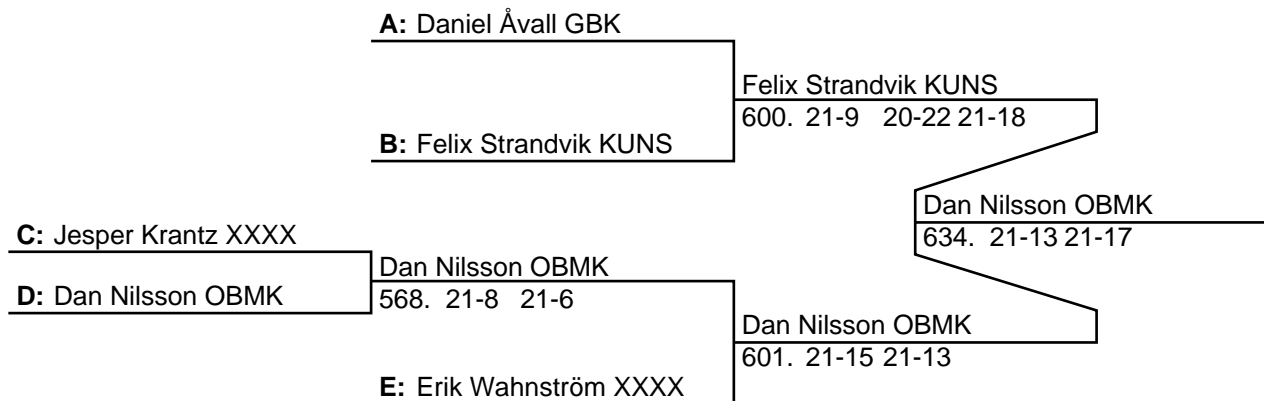 A: Daniel Åvall GBK
Felix Strandvik KUNS
600. 21-9 20-22 21-18
B: Felix Strandvik KUNS
Dan Nilsson OBMK
634. 21-13 21-17
C: Jesper Krantz XXXX
Dan Nilsson OBMK
568. 21-8 21-6
D: Dan Nilsson OBMK
Dan Nilsson OBMK
601. 21-15 21-13
E: Erik Wahnström XXXX